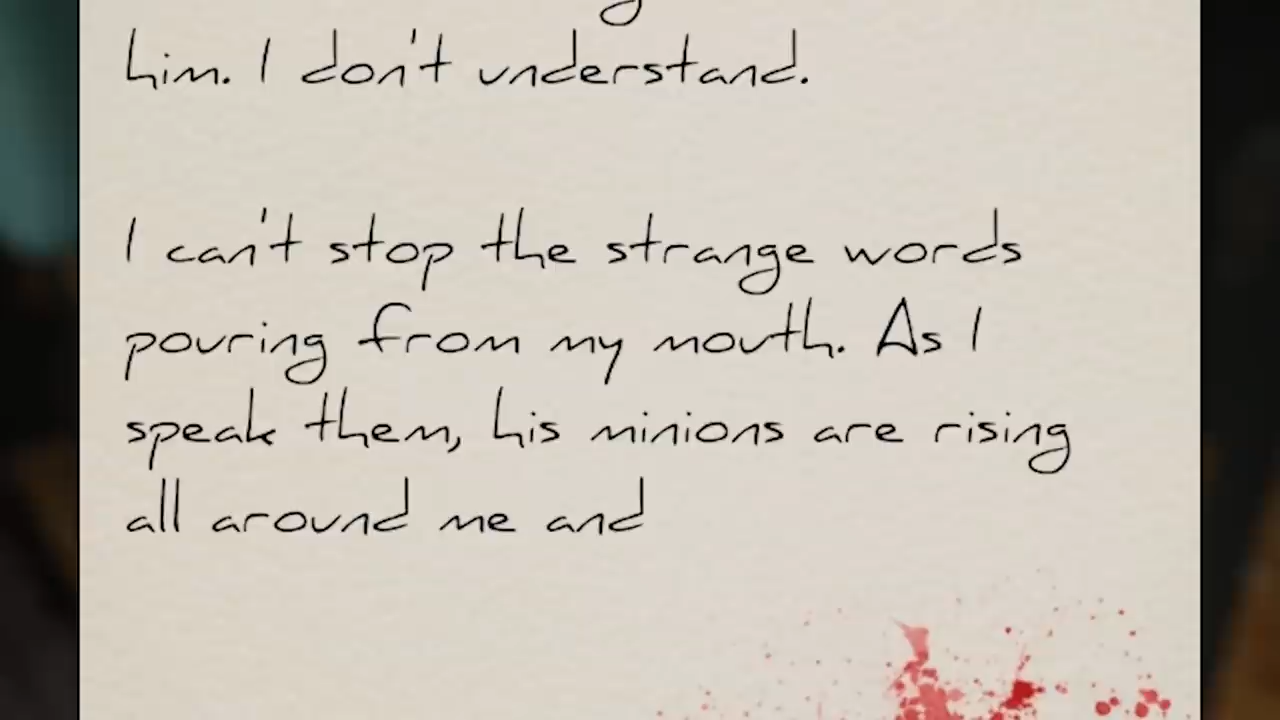 him. I don't understand.
I can't stop the strange words
pouring from my mouth. As I
speak them, his minions are rising
all around me and